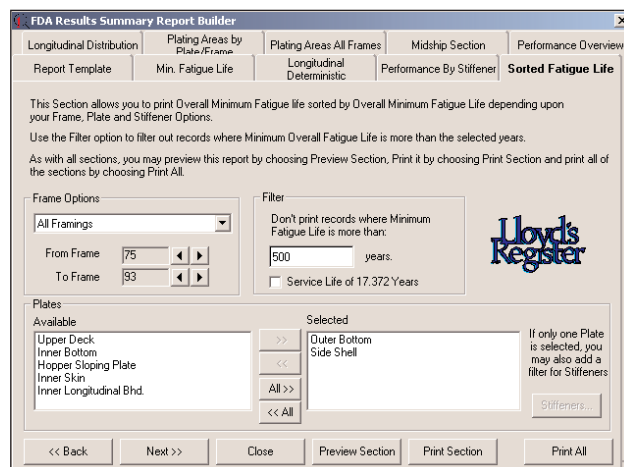 FDA Results Summary Report Builder
Longitudinal Distribution
Plating Areas by Plate/Frame
Plating Areas All Frames
Midship Section
Performance Overview
Report Template
Min. Fatigue Life
Longitudinal Deterministic
Performance By Stiffener
Sorted Fatigue Life
This Section allows you to print Overall Minimum Fatigue life sorted by Overall Minimum Fatigue Life depending upon
your Frame, Plate and Stiffener Options.
Use the Filter option to filter out records where Minimum Overall Fatigue Life is more than the selected years.
As with all sections, you may preview this report by choosing Preview Section, Print it by choosing Print Section and print all of
the sections by choosing Print All.
Frame Options
All Framings
From Frame 75
To Frame 93
Filter
Don't print records where Minimum
Fatigue Life is more than:
500 years.
Service Life of 17.372 Years
Lloyd's
Register
Plates
Available
Upper Deck
Inner Bottom
Hopper Sloping Plate
Inner Skin
Inner Longitudinal Bhd.
>>
<<
All >>
<< All
Selected
Outer Bottom
Side Shell
If only one Plate
is selected, you
may also add a
filter for Stiffeners
Stiffeners...
<< Back
Next >>
Close
Preview Section
Print Section
Print All